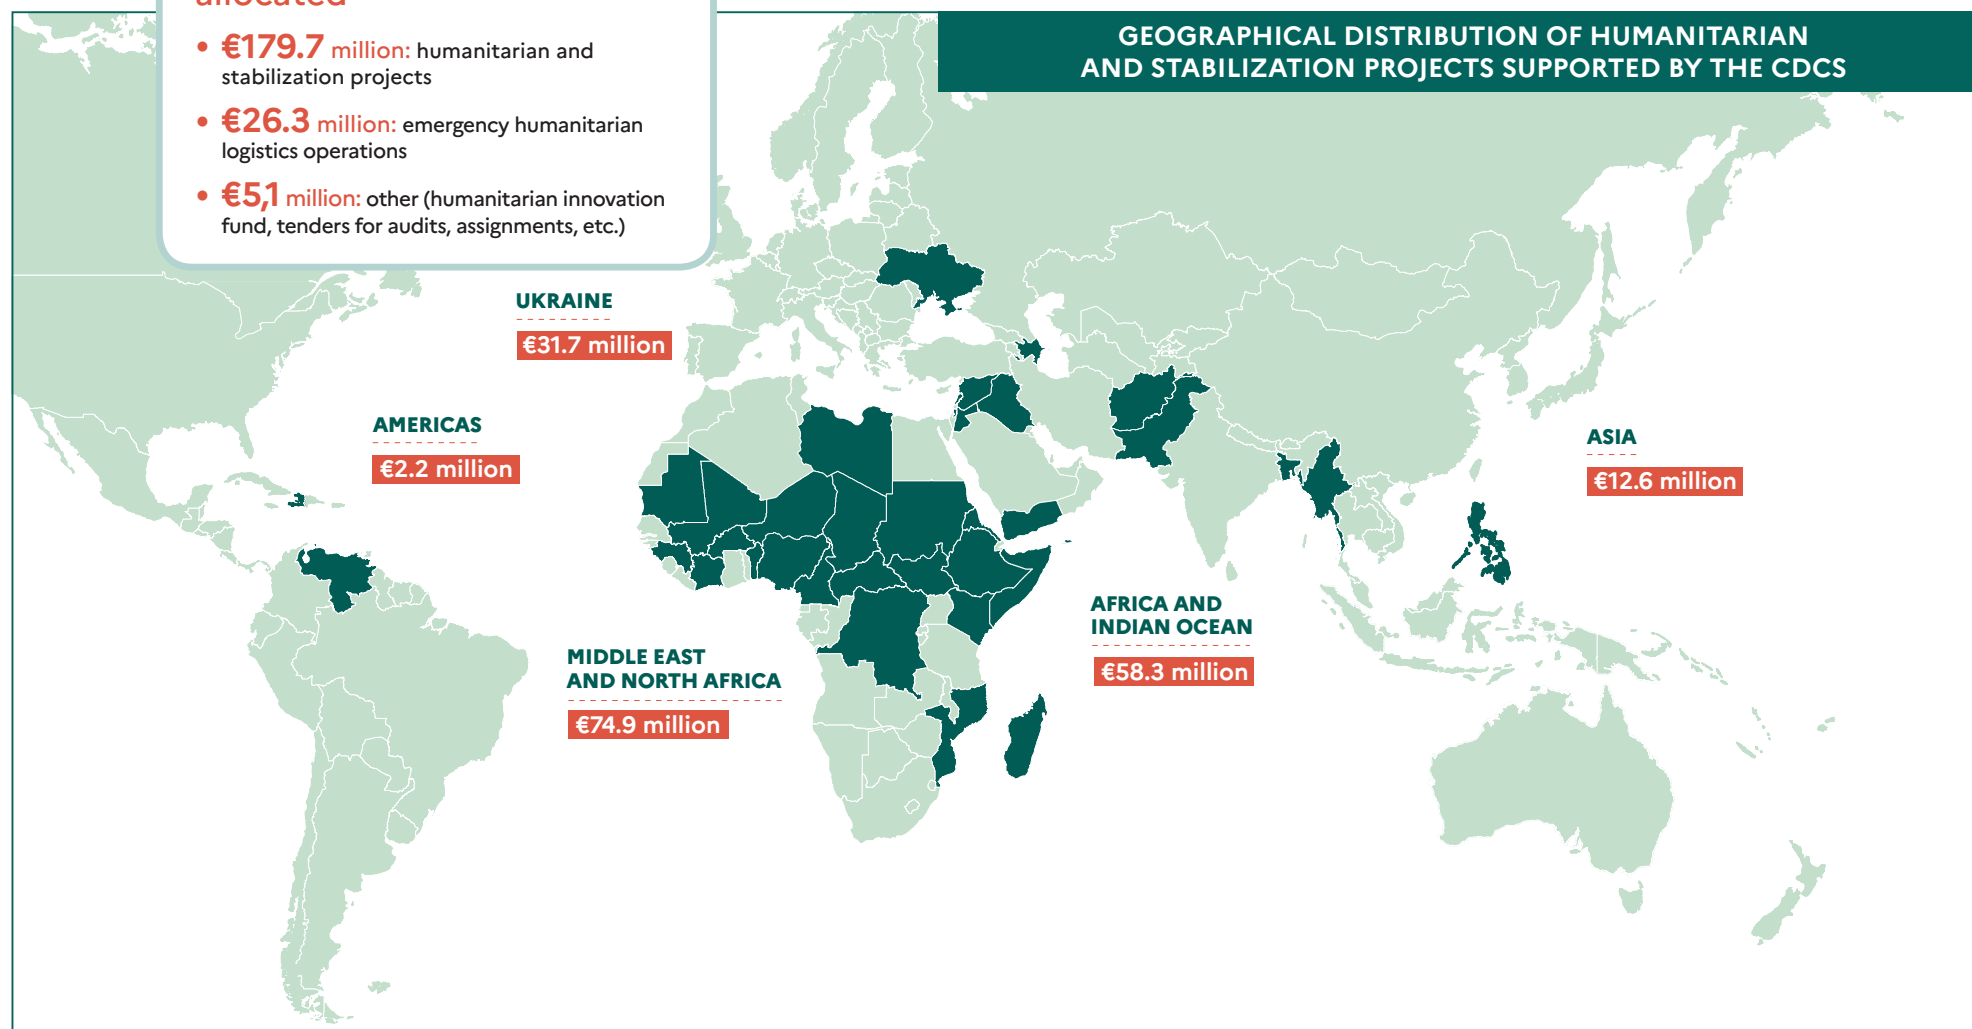 allocated
• €179.7 million: humanitarian and
stabilization projects
• €26.3 million: emergency humanitarian
logistics operations
• €5,1 million: other (humanitarian innovation
fund, tenders for audits, assignments, etc.)
GEOGRAPHICAL DISTRIBUTION OF HUMANITARIAN
AND STABILIZATION PROJECTS SUPPORTED BY THE CDCS
UKRAINE
€31.7 million
AMERICAS
€2.2 million
ASIA
€12.6 million
AFRICA AND
INDIAN OCEAN
€58.3 million
MIDDLE EAST
AND NORTH AFRICA
€74.9 million